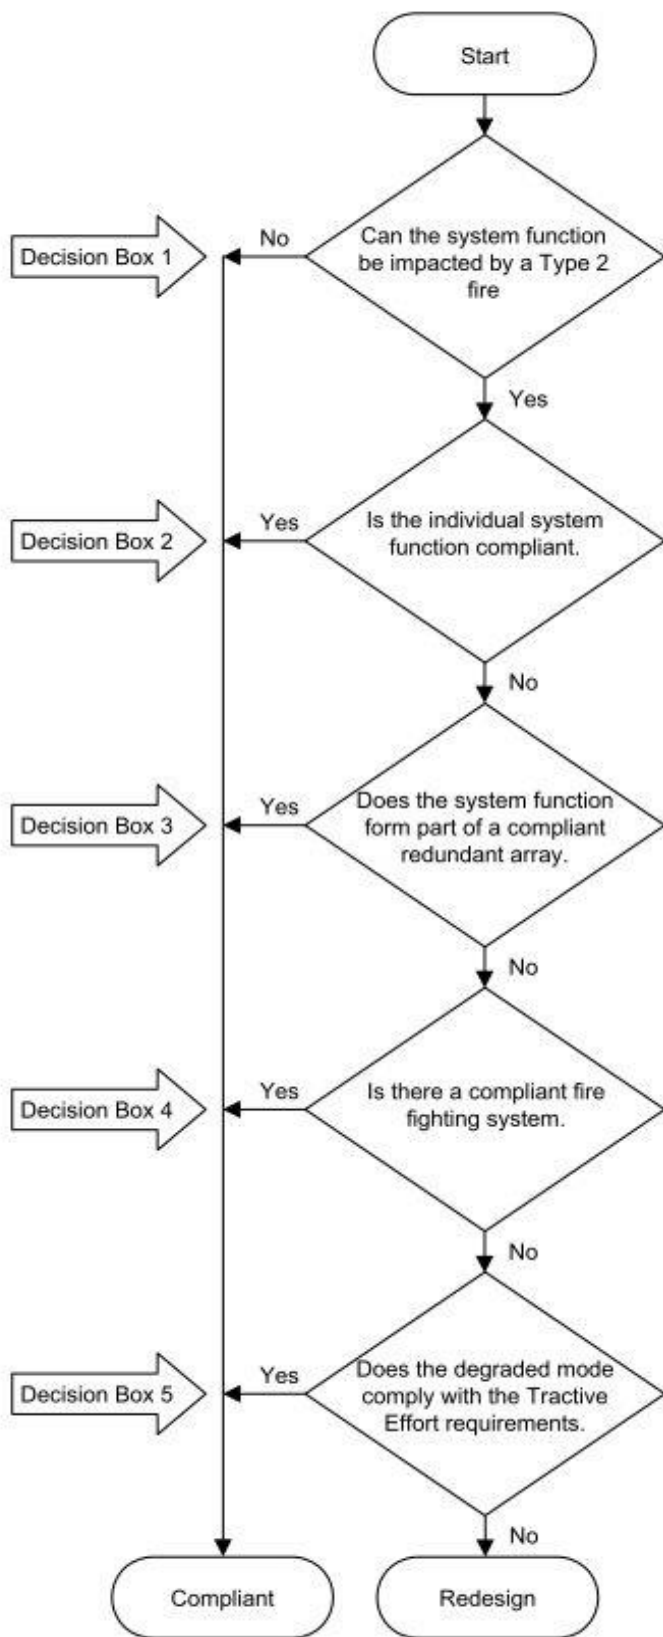 Start
Decision Box 1
No
Can the system function
be impacted by a Type 2
fire
Yes
Decision Box 2
Yes
Is the individual system
function compliant.
No
Decision Box 3
Yes
Does the system function
form part of a compliant
redundant array.
No
Decision Box 4
Yes
Is there a compliant fire
fighting system.
No
Decision Box 5
Yes
Does the degraded mode
comply with the Tractive
Effort requirements.
No
Compliant
Redesign